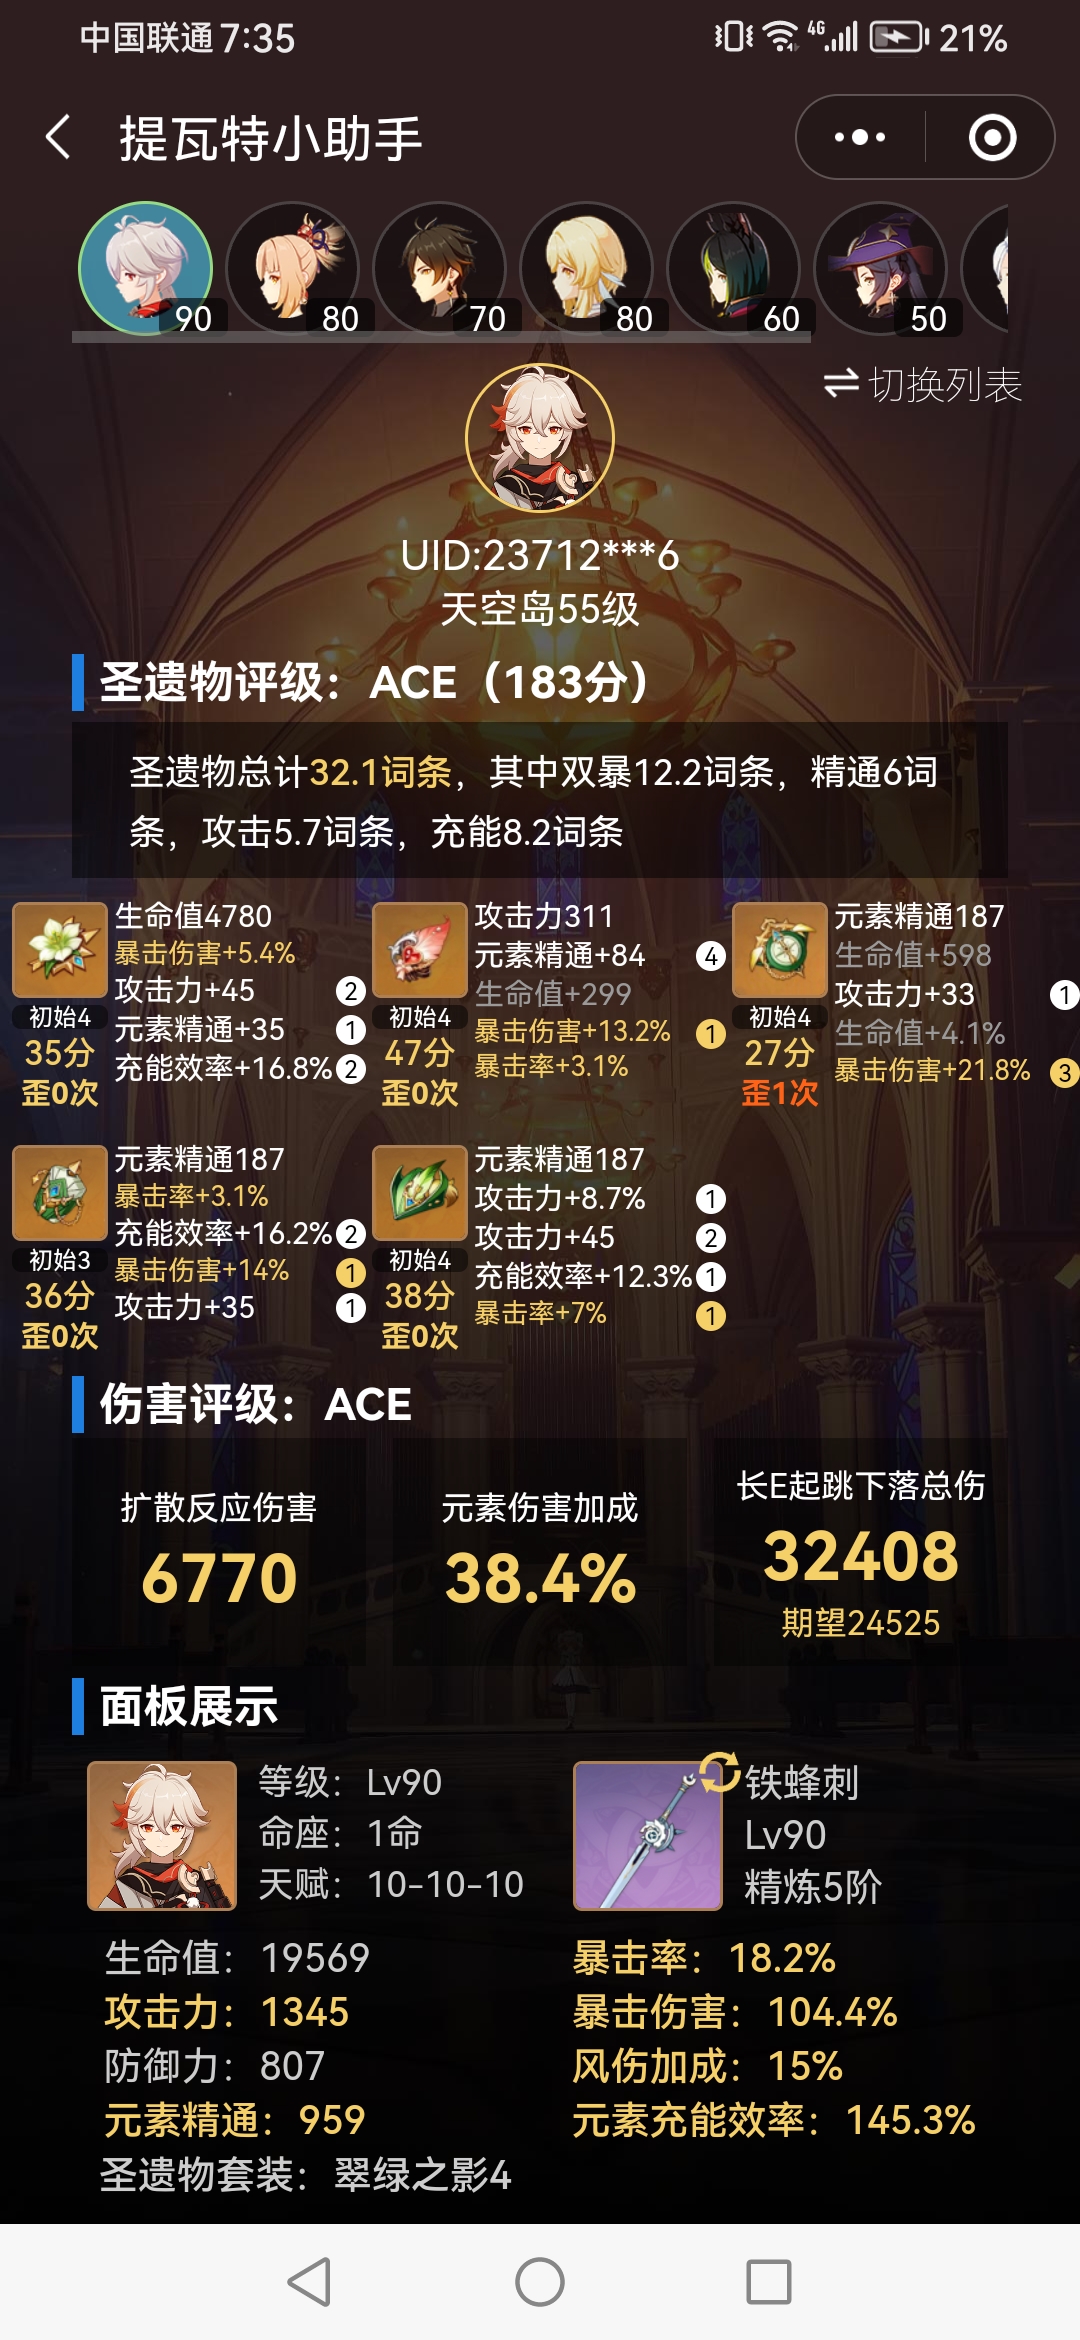 中国联通 7:35 4G 21%
提瓦特小助手
90 80 70 80 60 50
切换列表
UID:23712***6
天空岛55级
圣遗物评级：ACE（183分）
圣遗物总计32.1词条，其中双暴12.2词条，精通6词
条，攻击5.7词条，充能8.2词条
生命值4780
暴击伤害+5.4%
攻击力+45 2
元素精通+35 1
充能效率+16.8% 2
初始4
35分
歪0次
攻击力311
元素精通+84 4
生命值+299
暴击伤害+13.2% 1
暴击率+3.1%
初始4
47分
歪0次
元素精通187
生命值+598
攻击力+33 1
生命值+4.1%
暴击伤害+21.8% 3
初始4
27分
歪1次
元素精通187
暴击率+3.1%
充能效率+16.2% 2
暴击伤害+14% 1
攻击力+35 1
初始3
36分
歪0次
元素精通187
攻击力+8.7% 1
攻击力+45 2
充能效率+12.3% 1
暴击率+7% 1
初始4
38分
歪0次
伤害评级：ACE
扩散反应伤害
6770
元素伤害加成
38.4%
长E起跳下落总伤
32408
期望24525
面板展示
等级：Lv90
命座：1命
天赋：10-10-10
铁蜂刺
Lv90
精炼5阶
生命值：19569
暴击率：18.2%
攻击力：1345
暴击伤害：104.4%
防御力：807
风伤加成：15%
元素精通：959
元素充能效率：145.3%
圣遗物套装：翠绿之影4